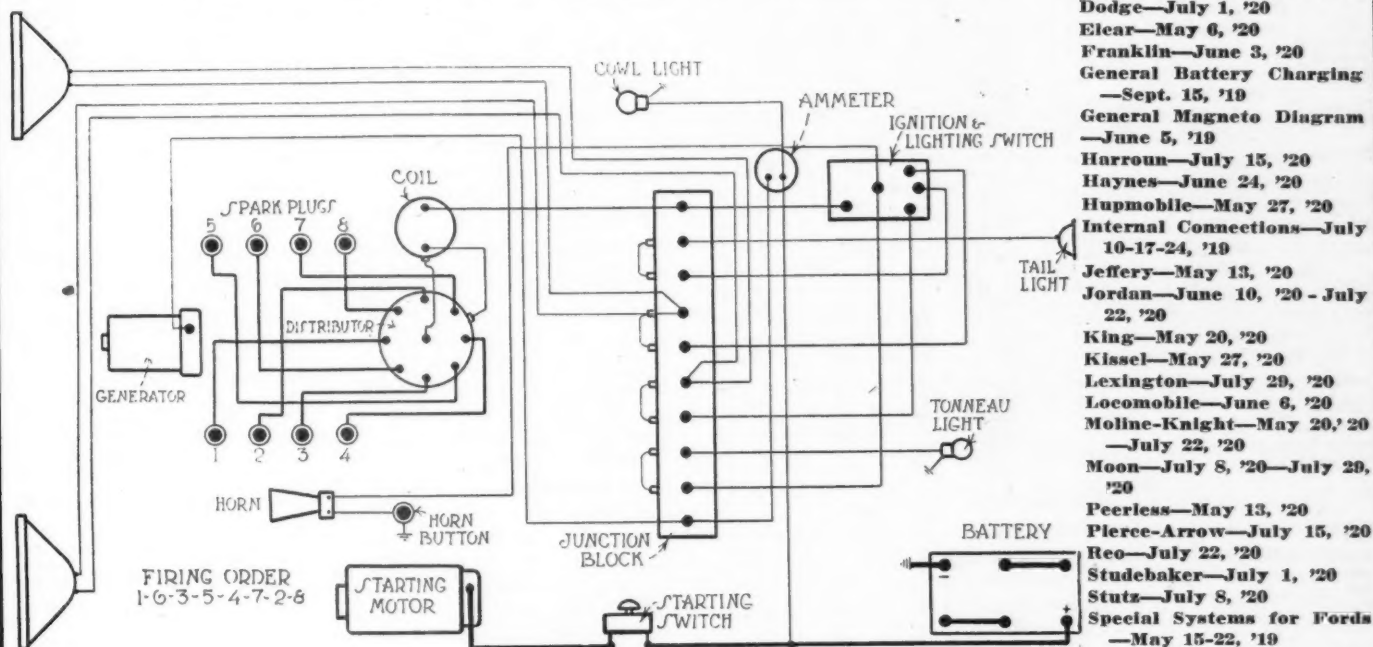 COWL LIGHT
AMMETER
IGNITION &
LIGHTING SWITCH
COIL
SPARK PLUGS
5 6 7 8
DISTRIBUTOR
GENERATOR
1 2 3 4
TAIL
LIGHT
TONNEAU
LIGHT
HORN
HORN
BUTTON
JUNCTION
BLOCK
BATTERY
FIRING ORDER
1-6-3-5-4-7-2-8
STARTING
MOTOR
STARTING
SWITCH
−
+
Dodge—July 1, '20
Elcar—May 6, '20
Franklin—June 3, '20
General Battery Charging
—Sept. 15, '19
General Magneto Diagram
—June 5, '19
Harroun—July 15, '20
Haynes—June 24, '20
Hupmobile—May 27, '20
Internal Connections—July
10-17-24, '19
Jeffery—May 13, '20
Jordan—June 10, '20 - July
22, '20
King—May 20, '20
Kissel—May 27, '20
Lexington—July 29, '20
Locomobile—June 6, '20
Moline-Knight—May 20,' 20
—July 22, '20
Moon—July 8, '20—July 29,
'20
Peerless—May 13, '20
Pierce-Arrow—July 15, '20
Reo—July 22, '20
Studebaker—July 1, '20
Stutz—July 8, '20
Special Systems for Fords
—May 15-22, '19